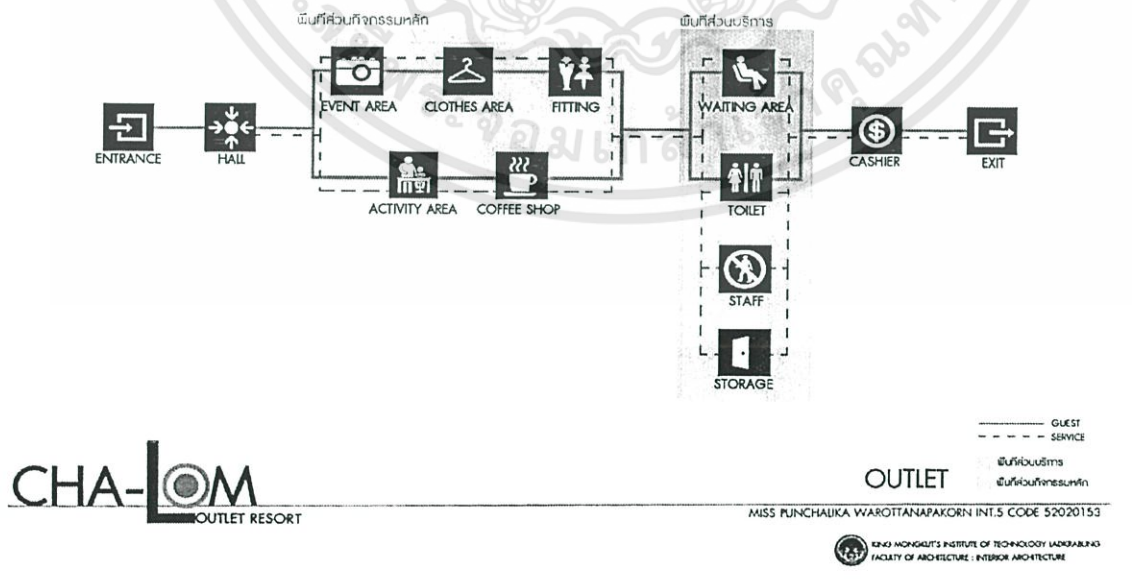 พื้นที่ส่วนกิจกรรมหลัก
พื้นที่ส่วนบริการ
EVENT AREA
CLOTHES AREA
FITTING
WAITING AREA
ENTRANCE
HALL
CASHIER
EXIT
ACTIVITY AREA
COFFEE SHOP
TOILET
STAFF
STORAGE
GUEST
SERVICE
พื้นที่ส่วนบริการ
พื้นที่ส่วนกิจกรรมหลัก
CHA-LOM
OUTLET RESORT
OUTLET
MISS PUNCHALIKA WAROTTANAPAKORN INT.5 CODE 52020153
KING MONGKUT'S INSTITUTE OF TECHNOLOGY LADKRABANG
FACULTY OF ARCHITECTURE : INTERIOR ARCHITECTURE